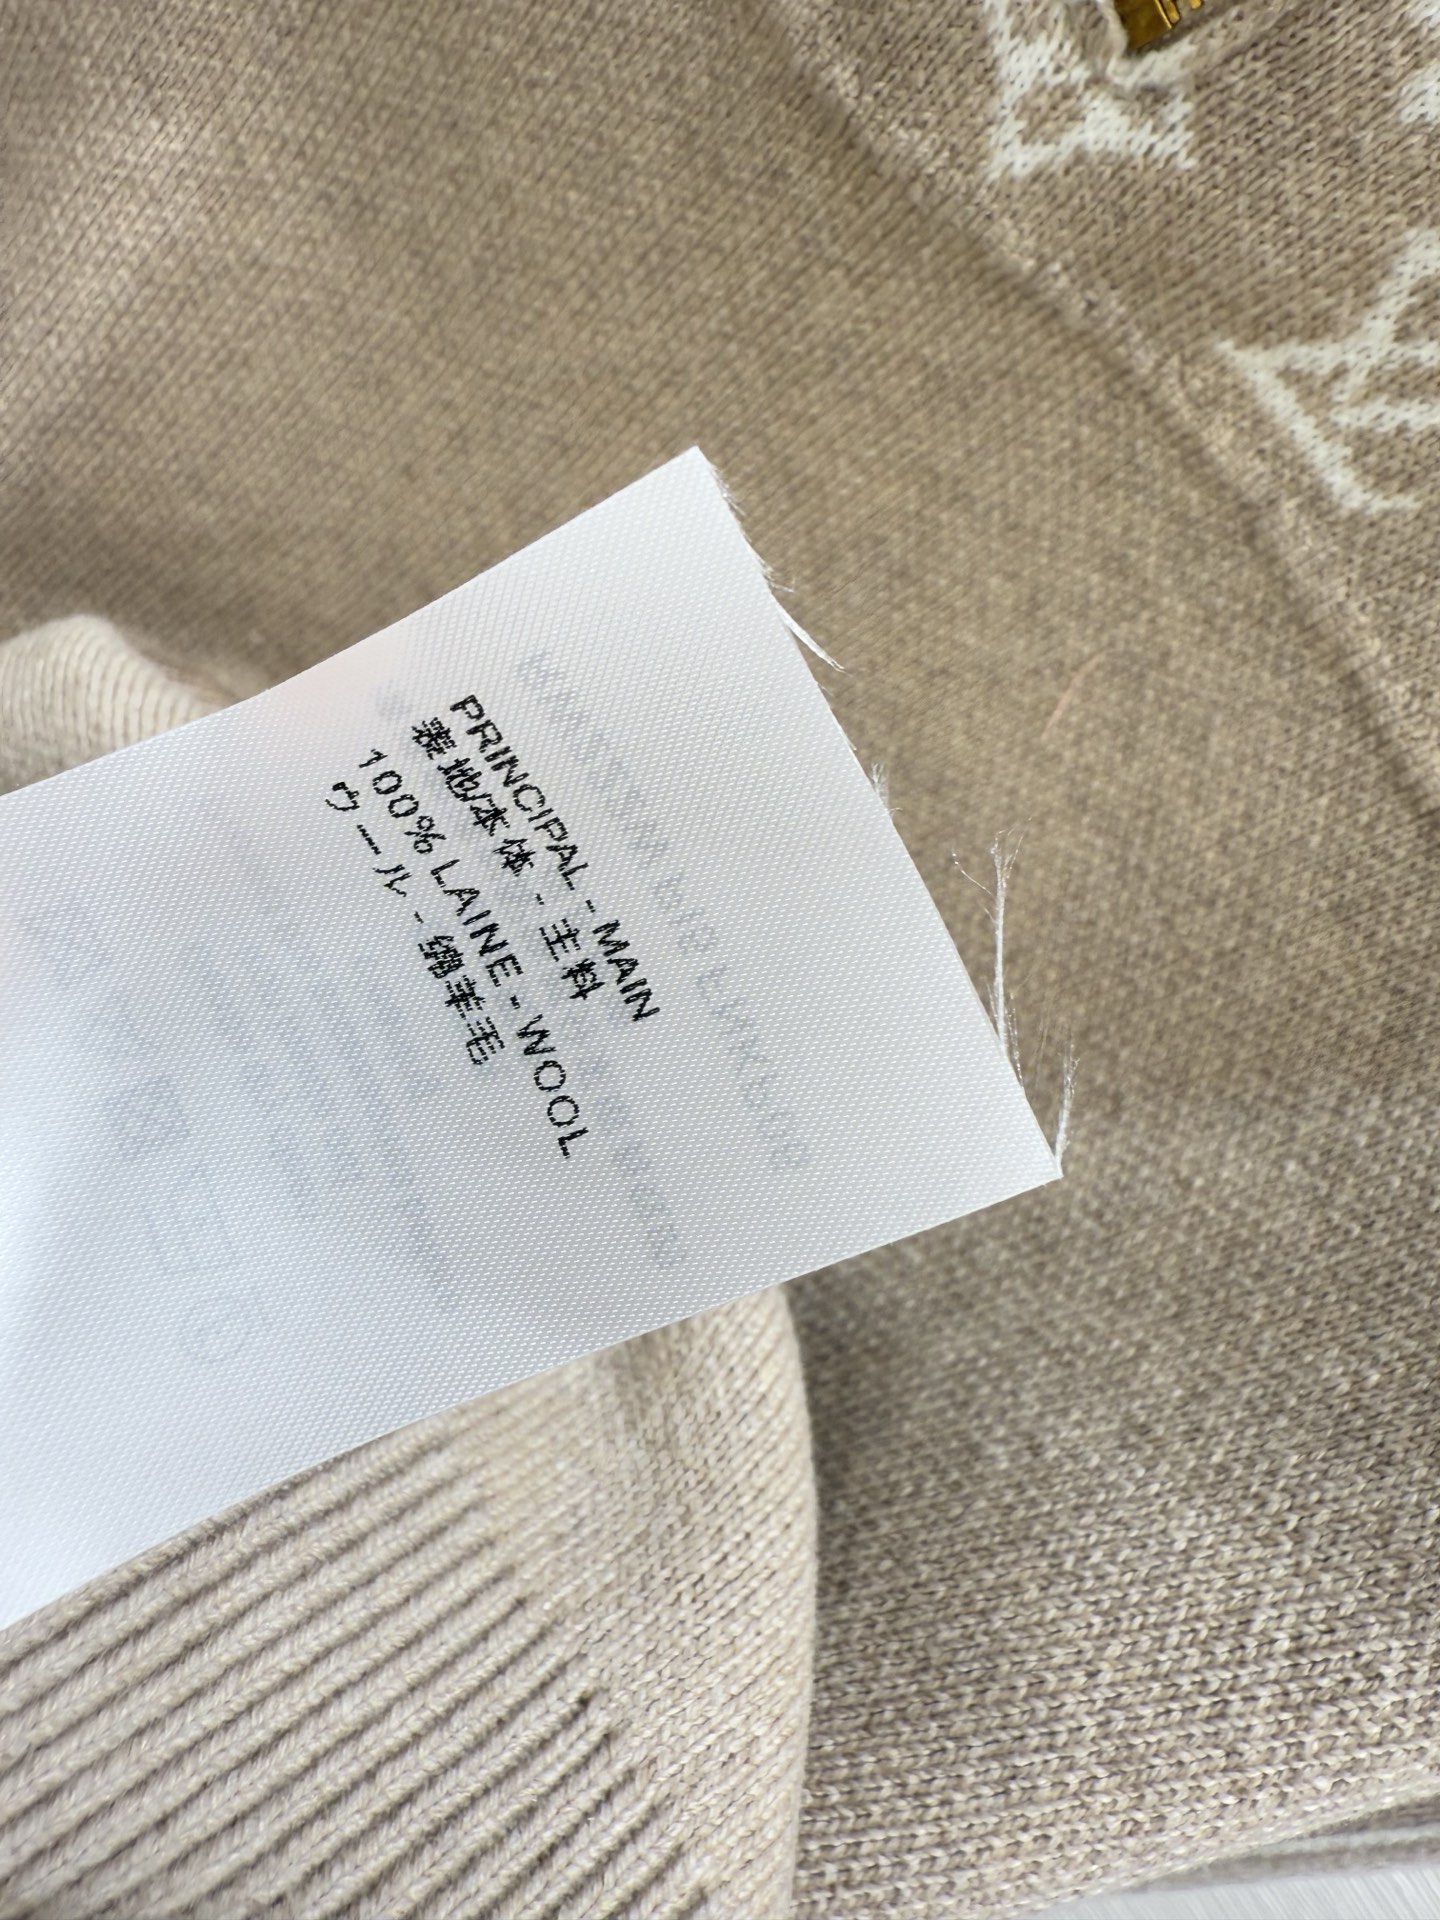 PRINCIPAL - MAIN
表地/本体 - 主料
100% LAINE - WOOL
ウール - 绵羊毛